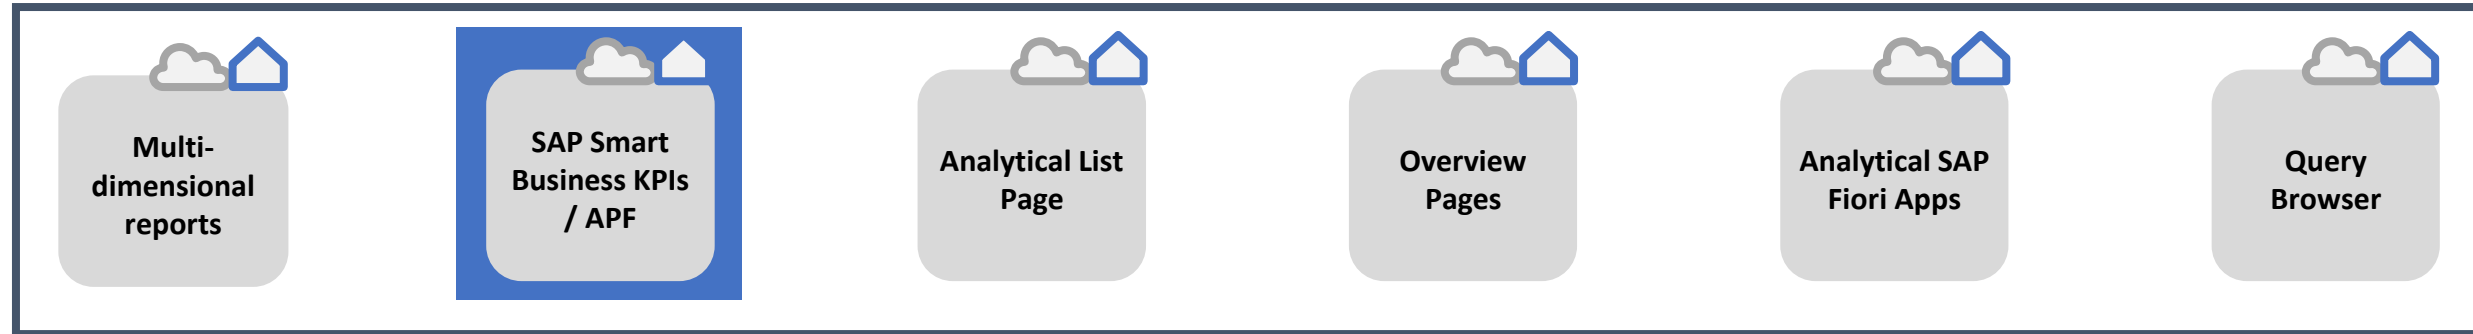 Multi-
dimensional
reports
SAP Smart
Business KPIs
/ APF
Analytical List
Page
Overview
Pages
Analytical SAP
Fiori Apps
Query
Browser